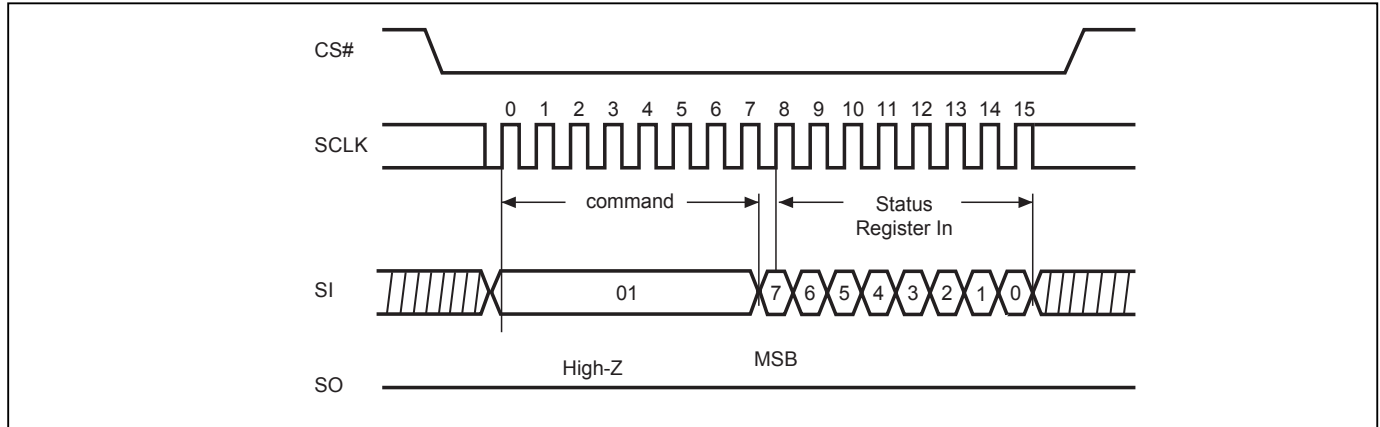 CS#
0 1 2 3 4 5 6 7 8 9 10 11 12 13 14 15
SCLK
command
Status
Register In
SI
01
7 6 5 4 3 2 1 0
High-Z
MSB
SO